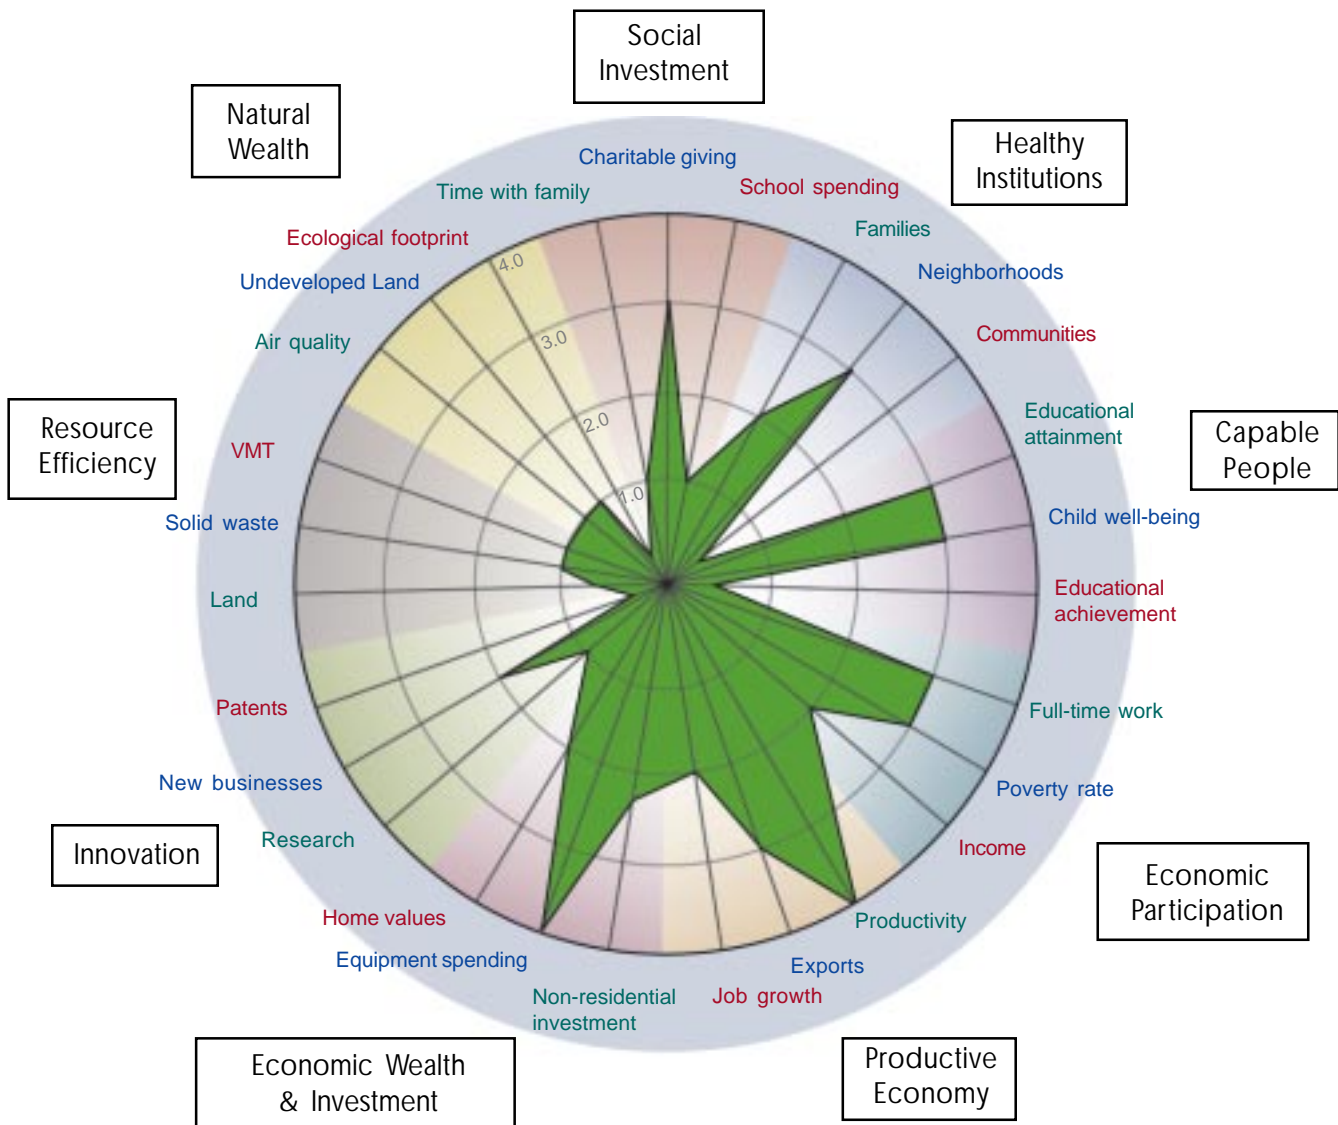 Social
Investment
Natural
Wealth
Healthy
Institutions
Charitable giving
Time with family
School spending
Families
Ecological footprint
Neighborhoods
Undeveloped Land
Communities
Air quality
4.0
3.0
2.0
1.0
Educational
attainment
Capable
People
Resource
Efficiency
VMT
Solid waste
Child well-being
Land
Educational
achievement
Patents
Full-time work
New businesses
Poverty rate
Research
Income
Innovation
Economic
Participation
Home values
Productivity
Equipment spending
Exports
Non-residential
investment
Job growth
Economic Wealth
& Investment
Productive
Economy